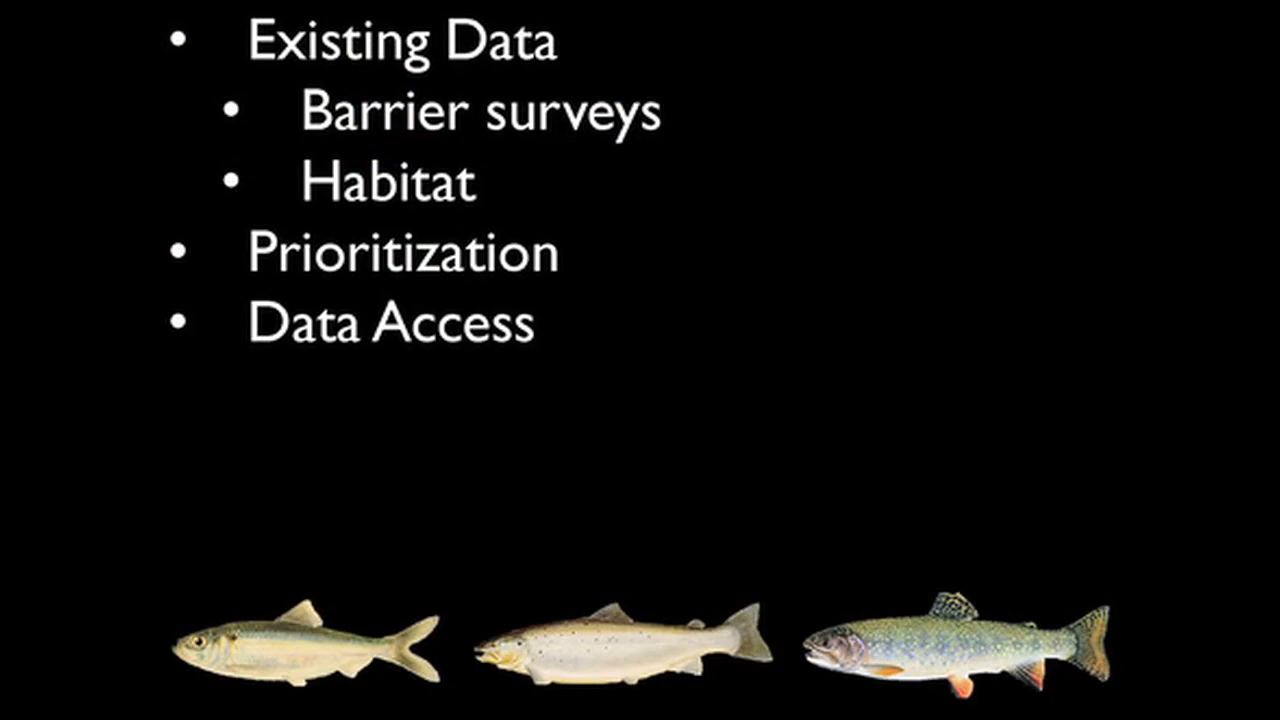 • Existing Data
• Barrier surveys
• Habitat
• Prioritization
• Data Access